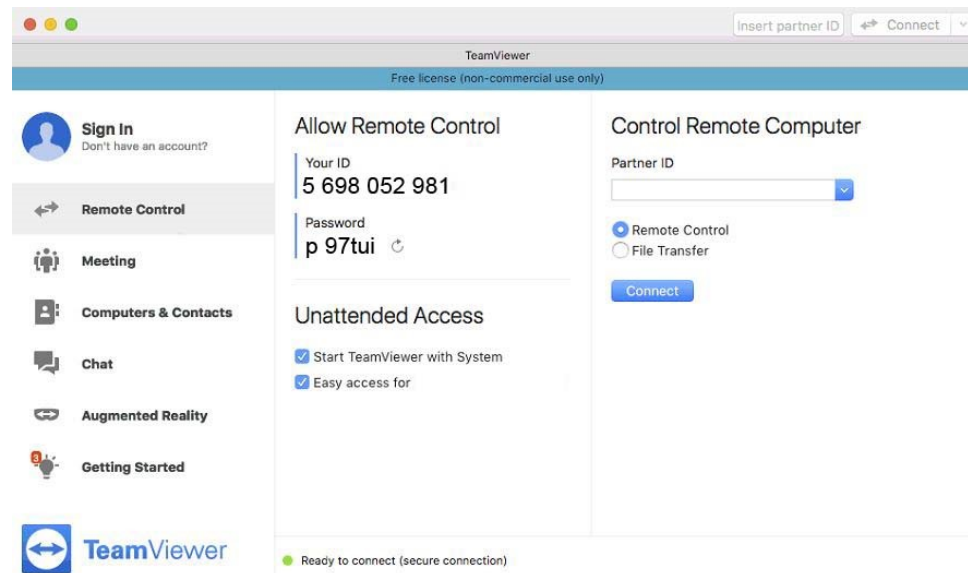 Insert partner ID
Connect
TeamViewer
Free license (non-commercial use only)
Sign In
Don't have an account?
Remote Control
Meeting
Computers & Contacts
Chat
Augmented Reality
3
Getting Started
TeamViewer
Allow Remote Control
Your ID
5 698 052 981
Password
p 97tui
Unattended Access
Start TeamViewer with System
Easy access for
Control Remote Computer
Partner ID
Remote Control
File Transfer
Connect
Ready to connect (secure connection)